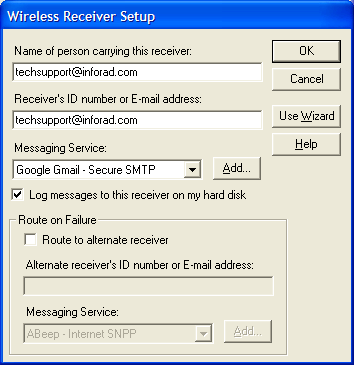 Wireless Receiver Setup
Name of person carrying this receiver:
techsupport@inforad.com
OK
Cancel
Receiver's ID number or E-mail address:
techsupport@inforad.com
Use Wizard
Help
Messaging Service:
Google Gmail - Secure SMTP
Add...
Log messages to this receiver on my hard disk
Route on Failure
Route to alternate receiver
Alternate receiver's ID number or E-mail address:
Messaging Service:
ABeep - Internet SNPP
Add...